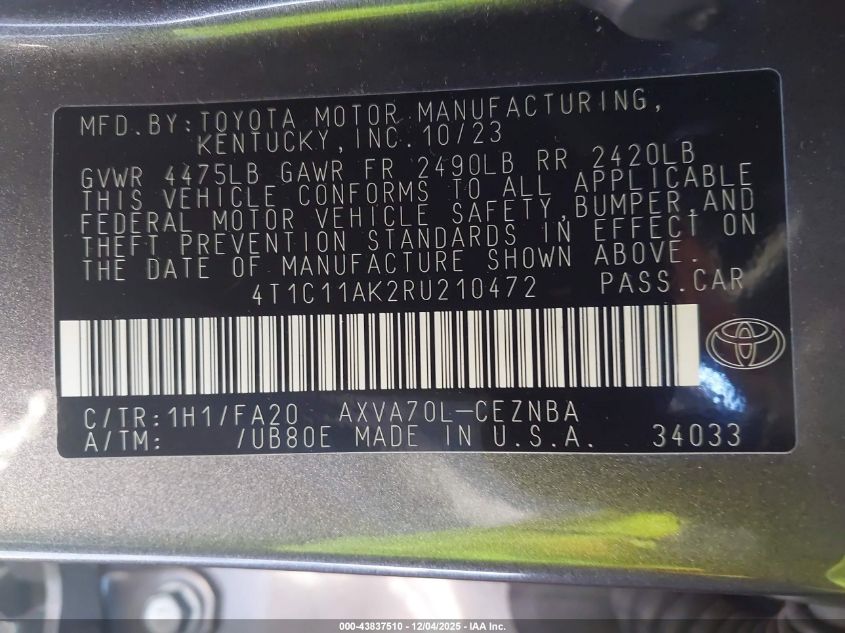 MFD.BY:TOYOTA MOTOR MANUFACTURING,
KENTUCKY,INC.10/23
GVWR 4475LB GAWR FR 2490LB RR 2420LB
THIS VEHICLE CONFORMS TO ALL APPLICABLE
FEDERAL MOTOR VEHICLE SAFETY,BUMPER,AND
THEFT PREVENTION STANDARDS IN EFFECT ON
THE DATE OF MANUFACTURE SHOWN ABOVE.
4T1C11AK2RU210472 PASS.CAR
C/TR:1H1/FA20 AXVA70L-CEZNBA
A/TM: /UB80E MADE IN U.S.A. 34033
000-43837510 | 12/04/2025 | IAA Inc.